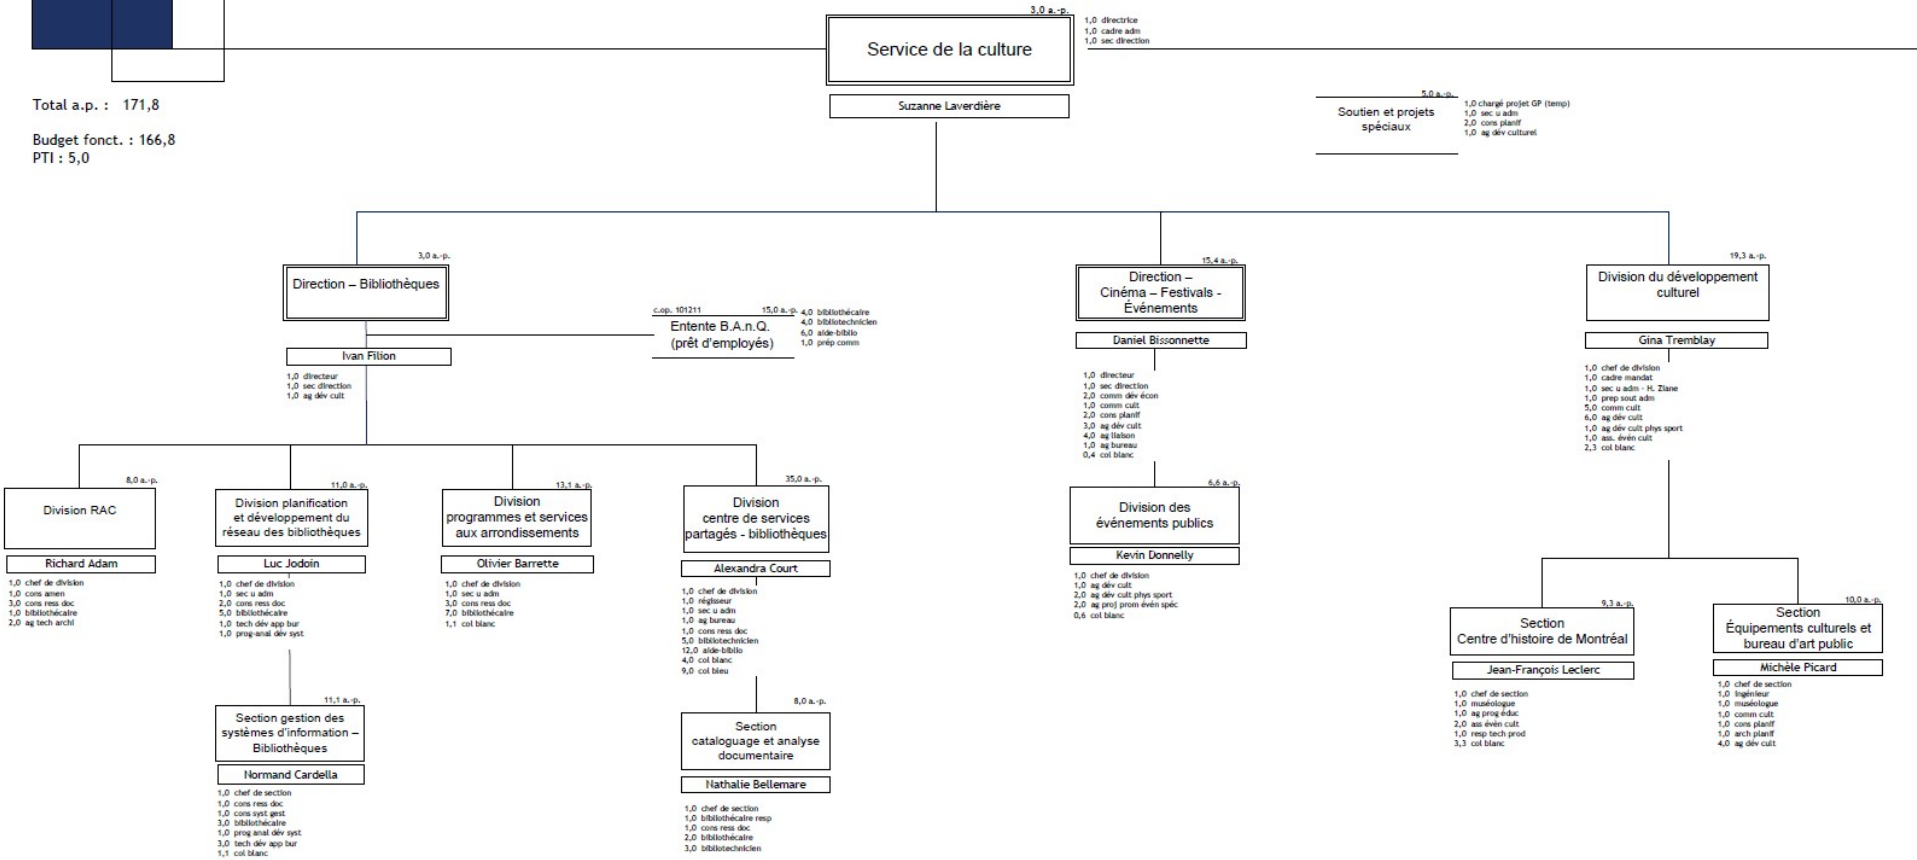 3,0 a.-p.
Service de la culture
1,0 directrice
1,0 cadre adm
1,0 sec direction
Suzanne Laverdière
Total a.p. : 171,8
Budget fonct. : 166,8
PTI : 5,0
5,0 a.-p.
Soutien et projets
spéciaux
1,0 chargé projet GP (temp)
1,0 sec u adm
2,0 cons planif
1,0 ag dév culturel
3,0 a.-p.
Direction – Bibliothèques
Ivan Filion
1,0 directeur
1,0 sec direction
1,0 ag dév cult
c.op. 101211
15,0 a.-p.
Entente B.A.n.Q.
(prêt d'employés)
4,0 bibliothécaire
4,0 bibliotechnicien
6,0 aide-biblio
1,0 prép comm
15,4 a.-p.
Direction –
Cinéma – Festivals -
Événements
Daniel Bissonnette
1,0 directeur
1,0 sec direction
2,0 comm dév écon
1,0 comm cult
2,0 cons planif
3,0 ag dév cult
4,0 ag liaison
1,0 ag bureau
0,4 col blanc
19,3 a.-p.
Division du développement
culturel
Gina Tremblay
1,0 chef de division
1,0 cadre mandat
1,0 sec u adm - H. Ziane
1,0 prep sout adm
5,0 comm cult
6,0 ag dév cult
1,0 ag dév cult phys sport
1,0 ass. évén cult
2,3 col blanc
8,0 a.-p.
Division RAC
Richard Adam
1,0 chef de division
1,0 cons amen
3,0 cons ress doc
1,0 bibliothécaire
2,0 ag tech archi
11,0 a.-p.
Division planification
et développement du
réseau des bibliothèques
Luc Jodoin
1,0 chef de division
1,0 sec u adm
2,0 cons ress doc
5,0 bibliothécaire
1,0 tech dév app bur
1,0 prog-anal dév syst
13,1 a.-p.
Division
programmes et services
aux arrondissements
Olivier Barrette
1,0 chef de division
1,0 sec u adm
3,0 cons ress doc
7,0 bibliothécaire
1,1 col blanc
35,0 a.-p.
Division
centre de services
partagés - bibliothèques
Alexandra Court
1,0 chef de division
1,0 régisseur
1,0 sec u adm
1,0 ag bureau
1,0 cons ress doc
5,0 bibliotechnicien
12,0 aide-biblio
4,0 col blanc
9,0 col bleu
6,6 a.-p.
Division des
événements publics
Kevin Donnelly
1,0 chef de division
1,0 ag dév cult
2,0 ag dév cult phys sport
2,0 ag proj prom évén spéc
0,6 col blanc
9,3 a.-p.
Section
Centre d'histoire de Montréal
Jean-François Leclerc
1,0 chef de section
1,0 muséologue
1,0 ag prog éduc
2,0 ass évén cult
1,0 resp tech prod
3,3 col blanc
10,0 a.-p.
Section
Équipements culturels et
bureau d'art public
Michèle Picard
1,0 chef de section
1,0 ingénieur
1,0 muséologue
1,0 comm cult
1,0 cons planif
1,0 arch planif
4,0 ag dév cult
11,1 a.-p.
Section gestion des
systèmes d'information –
Bibliothèques
Normand Cardella
1,0 chef de section
1,0 cons ress doc
1,0 cons syst gest
3,0 bibliothécaire
1,0 prog anal dév syst
3,0 tech dév app bur
1,1 col blanc
8,0 a.-p.
Section
cataloguage et analyse
documentaire
Nathalie Bellemare
1,0 chef de section
1,0 bibliothécaire resp
1,0 cons ress doc
2,0 bibliothécaire
3,0 bibliotechnicien